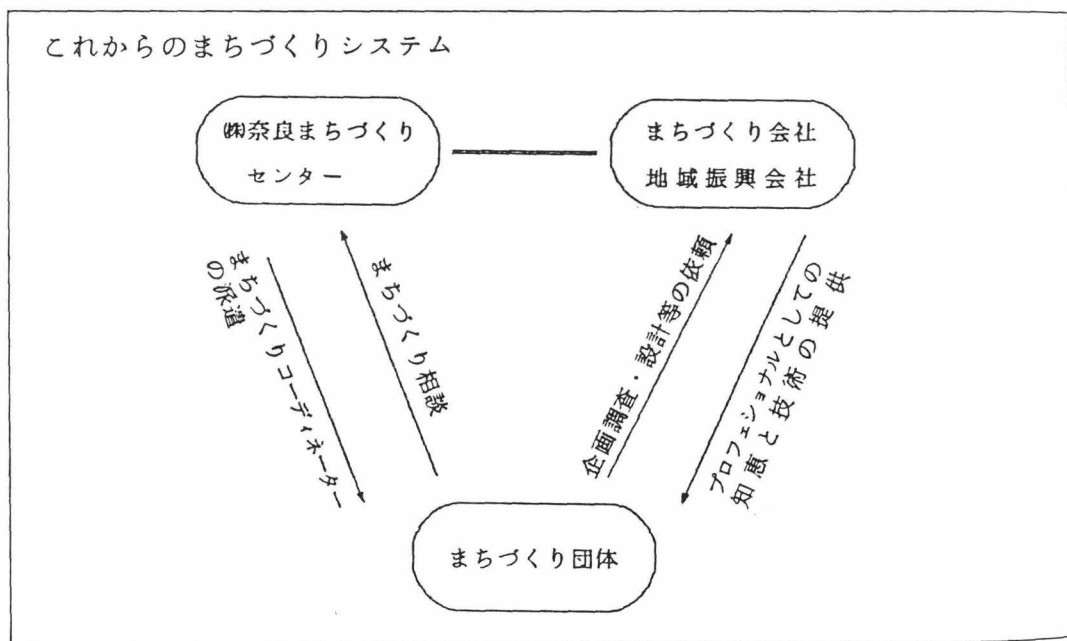 これからのまちづくりシステム
㈱奈良まちづくり
センター
まちづくり会社
地域振興会社
まちづくりコーディネーター
の派遣
まちづくり相談
企画調査・設計等の依頼
プロフェショナルとしての
知恵と技術の提供
まちづくり団体